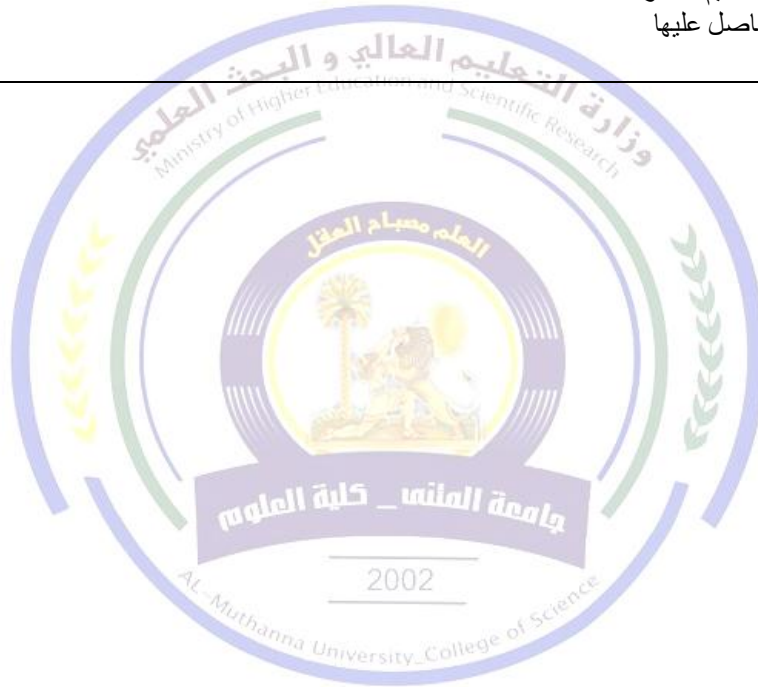 حاصل عليها
وزارة التعليم العالي و البحث العلمي
Ministry of Higher Education and Scientific Research
العلم مصباح العقل
جامعة المثنى _ كلية العلوم
2002
AL-Muthanna University_College of Science